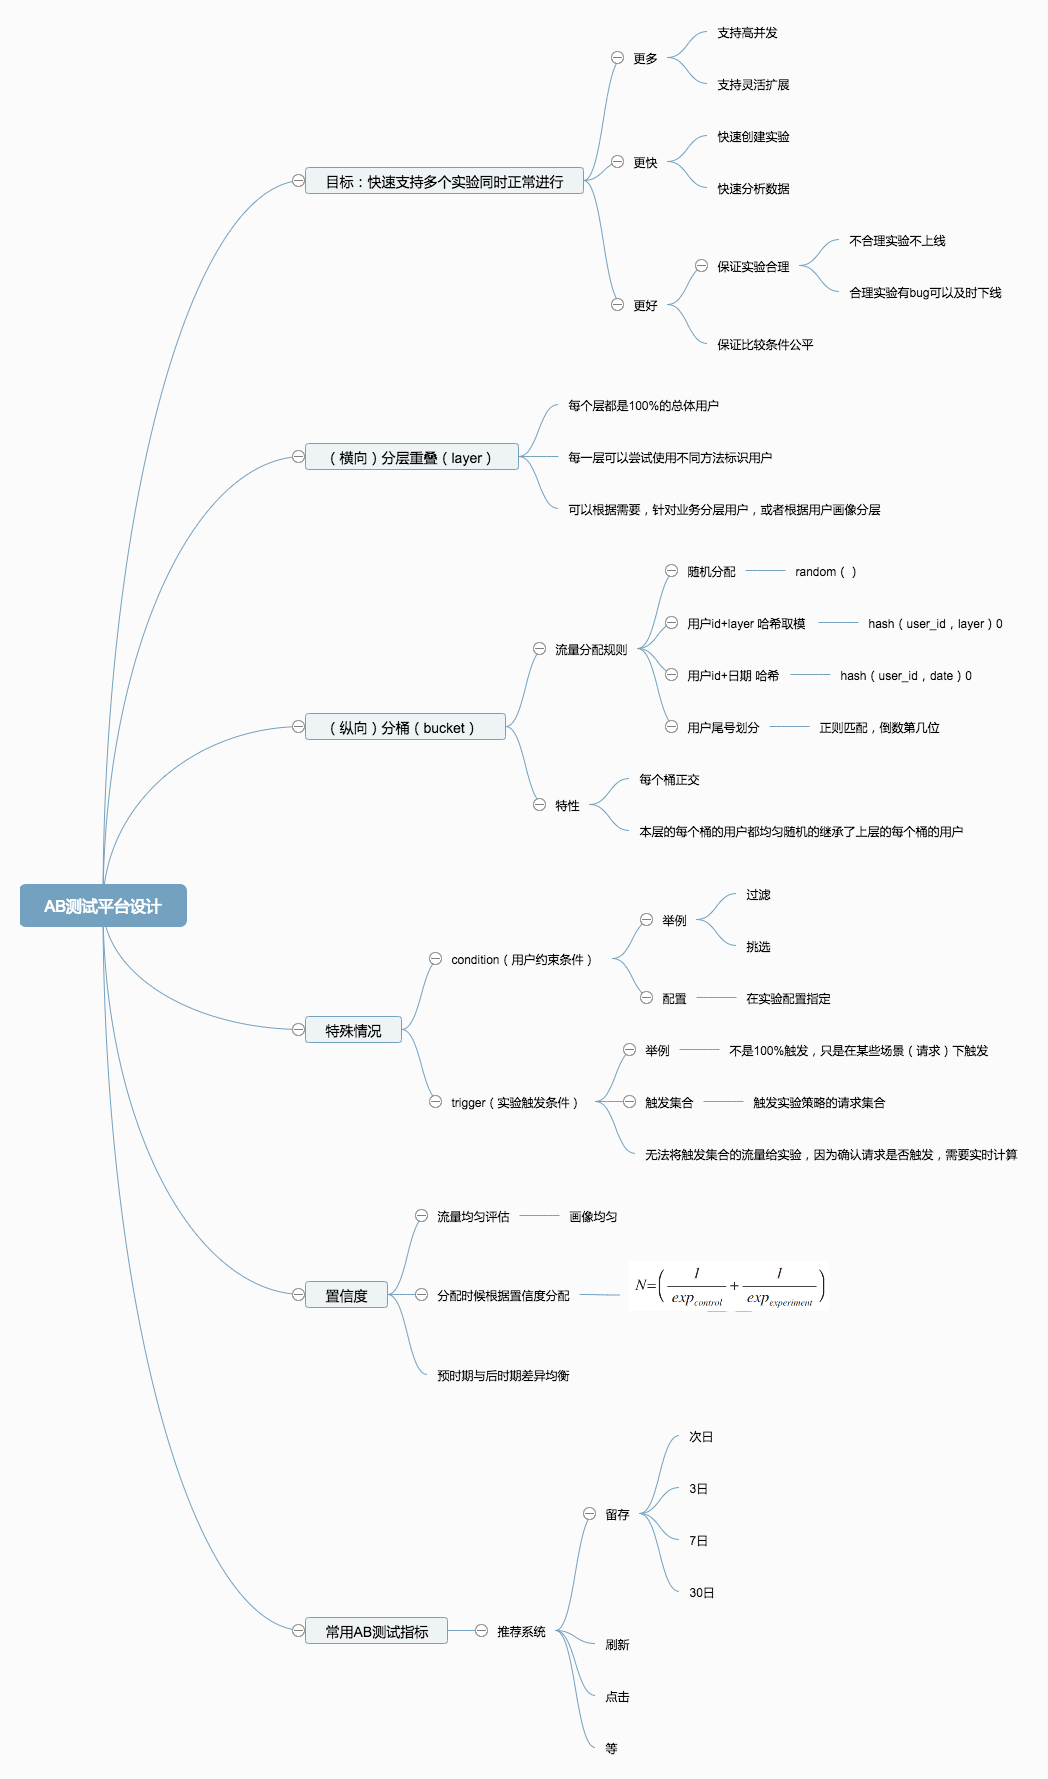 AB测试平台设计
目标：快速支持多个实验同时正常进行
更多
支持高并发
支持灵活扩展
更快
快速创建实验
快速分析数据
更好
保证实验合理
不合理实验不上线
合理实验有bug可以及时下线
保证比较条件公平
（横向）分层重叠（layer）
每个层都是100%的总体用户
每一层可以尝试使用不同方法标识用户
可以根据需要，针对业务分层用户，或者根据用户画像分层
（纵向）分桶（bucket）
流量分配规则
随机分配
random（ ）
用户id+layer 哈希取模
hash（user_id，layer）0
用户id+日期 哈希
hash（user_id，date）0
用户尾号划分
正则匹配，倒数第几位
特性
每个桶正交
本层的每个桶的用户都均匀随机的继承了上层的每个桶的用户
特殊情况
condition（用户约束条件）
举例
过滤
挑选
配置
在实验配置指定
trigger（实验触发条件）
举例
不是100%触发，只是在某些场景（请求）下触发
触发集合
触发实验策略的请求集合
无法将触发集合的流量给实验，因为确认请求是否触发，需要实时计算
置信度
流量均匀评估
画像均匀
分配时候根据置信度分配
N=(1/exp_control + 1/exp_experiment)
预时期与后时期差异均衡
常用AB测试指标
推荐系统
留存
次日
3日
7日
30日
刷新
点击
等